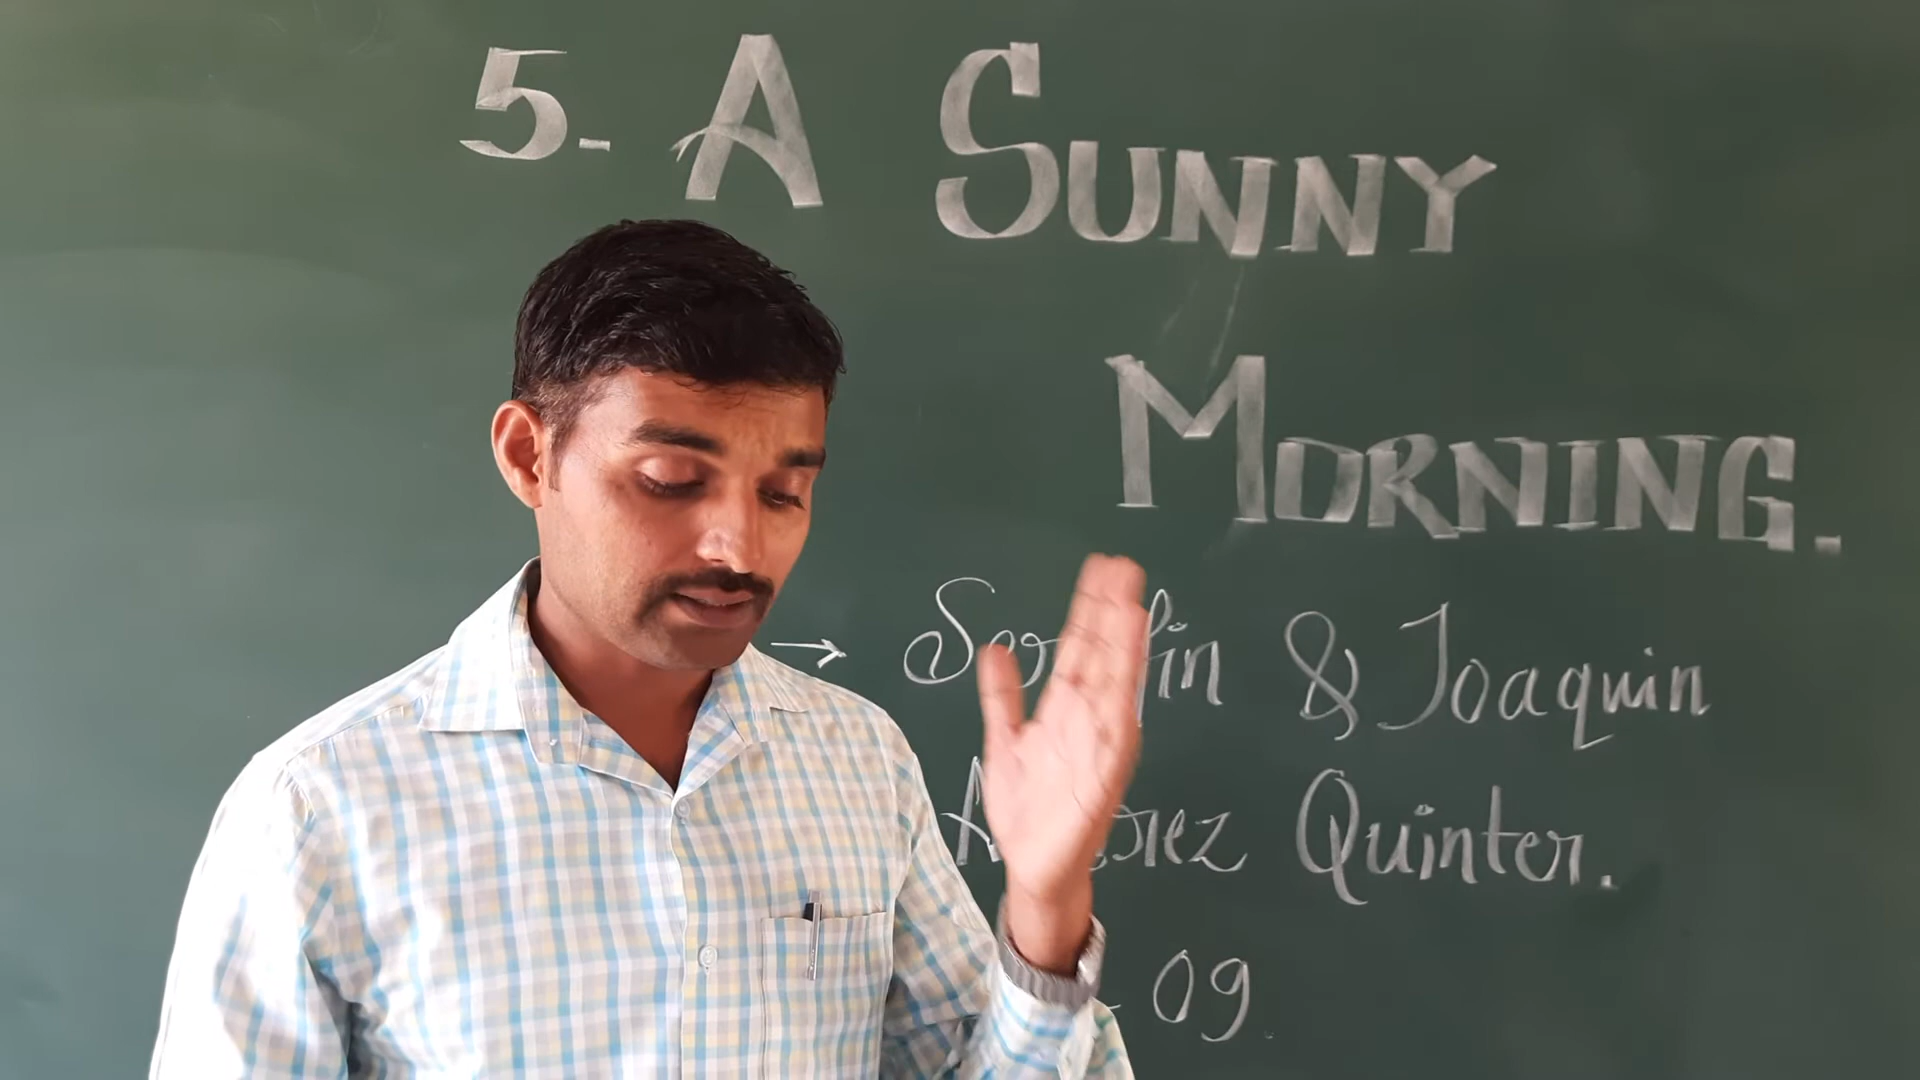 5- A SUNNY
MORNING.
→ & Joaquin
Quinter.
09